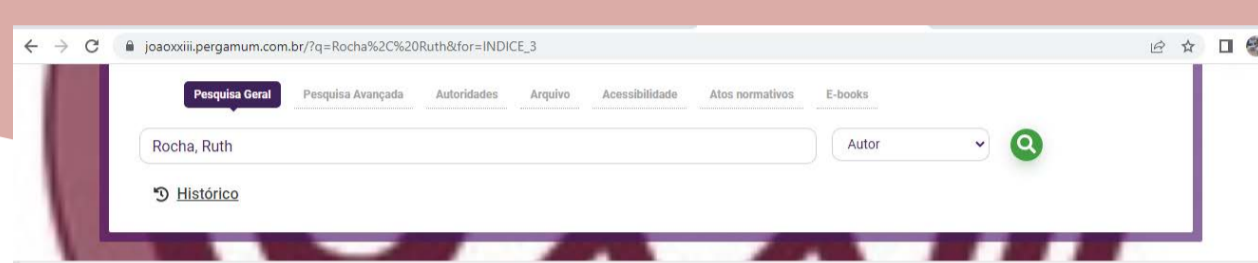 joaoxxiii.pergamum.com.br/?q=Rocha%2C%20Ruth&for=INDICE_3
Pesquisa Geral Pesquisa Avançada Autoridades Arquivo Acessibilidade Atos normativos E-books
Rocha, Ruth Autor
Histórico